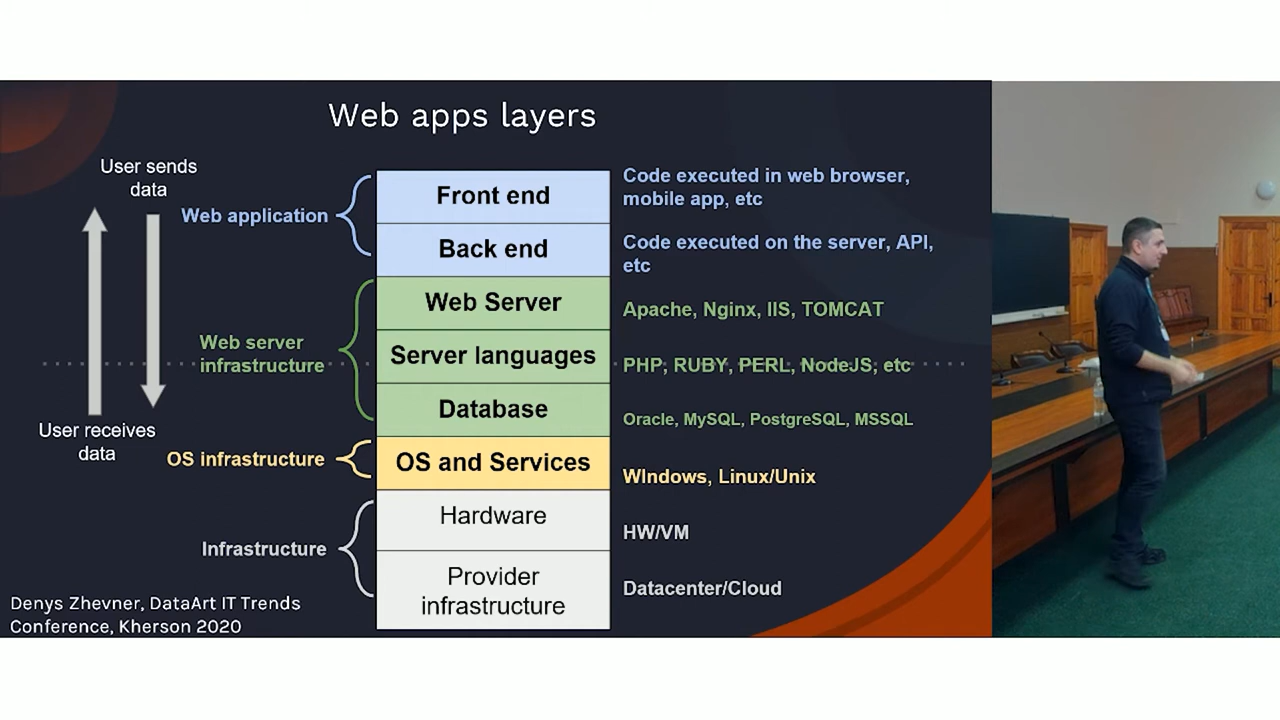 Web apps layers
User sends
data
Web application
Front end
Code executed in web browser,
mobile app, etc
Back end
Code executed on the server, API,
etc
Web Server
Apache, Nginx, IIS, TOMCAT
Web server
infrastructure
Server languages
PHP, RUBY, PERL, NodeJS, etc
Database
Oracle, MySQL, PostgreSQL, MSSQL
User receives
data
OS infrastructure
OS and Services
WIndows, Linux/Unix
Infrastructure
Hardware
HW/VM
Provider
infrastructure
Datacenter/Cloud
Denys Zhevner, DataArt IT Trends
Conference, Kherson 2020